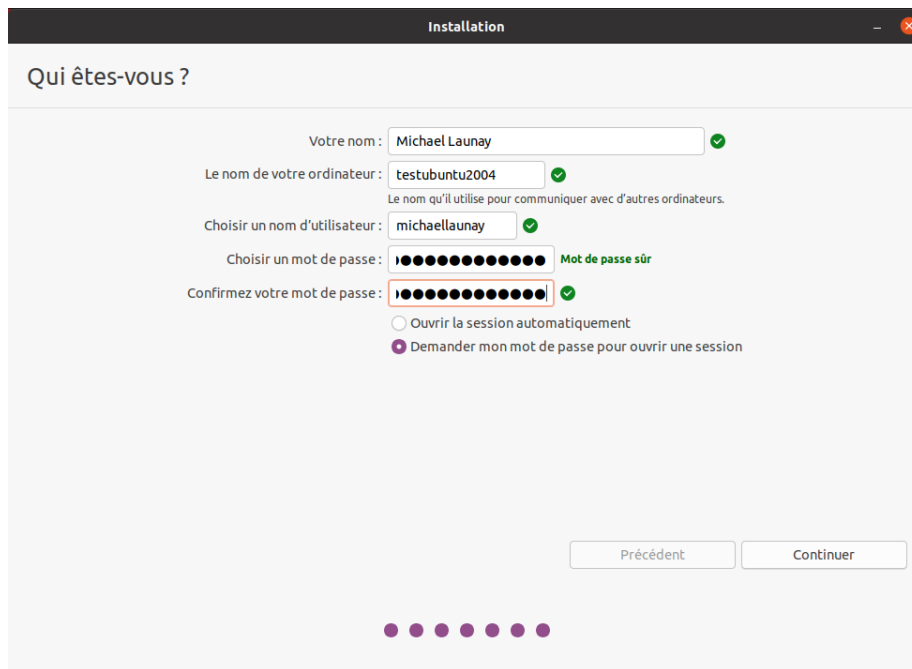 Installation
Qui êtes-vous ?
Votre nom : Michael Launay
Le nom de votre ordinateur : testubuntu2004
Le nom qu'il utilise pour communiquer avec d'autres ordinateurs.
Choisir un nom d'utilisateur : michaellaunay
Choisir un mot de passe : ●●●●●●●●●●●●● Mot de passe sûr
Confirmez votre mot de passe : ●●●●●●●●●●●●●
Ouvrir la session automatiquement
Demander mon mot de passe pour ouvrir une session
Précédent Continuer